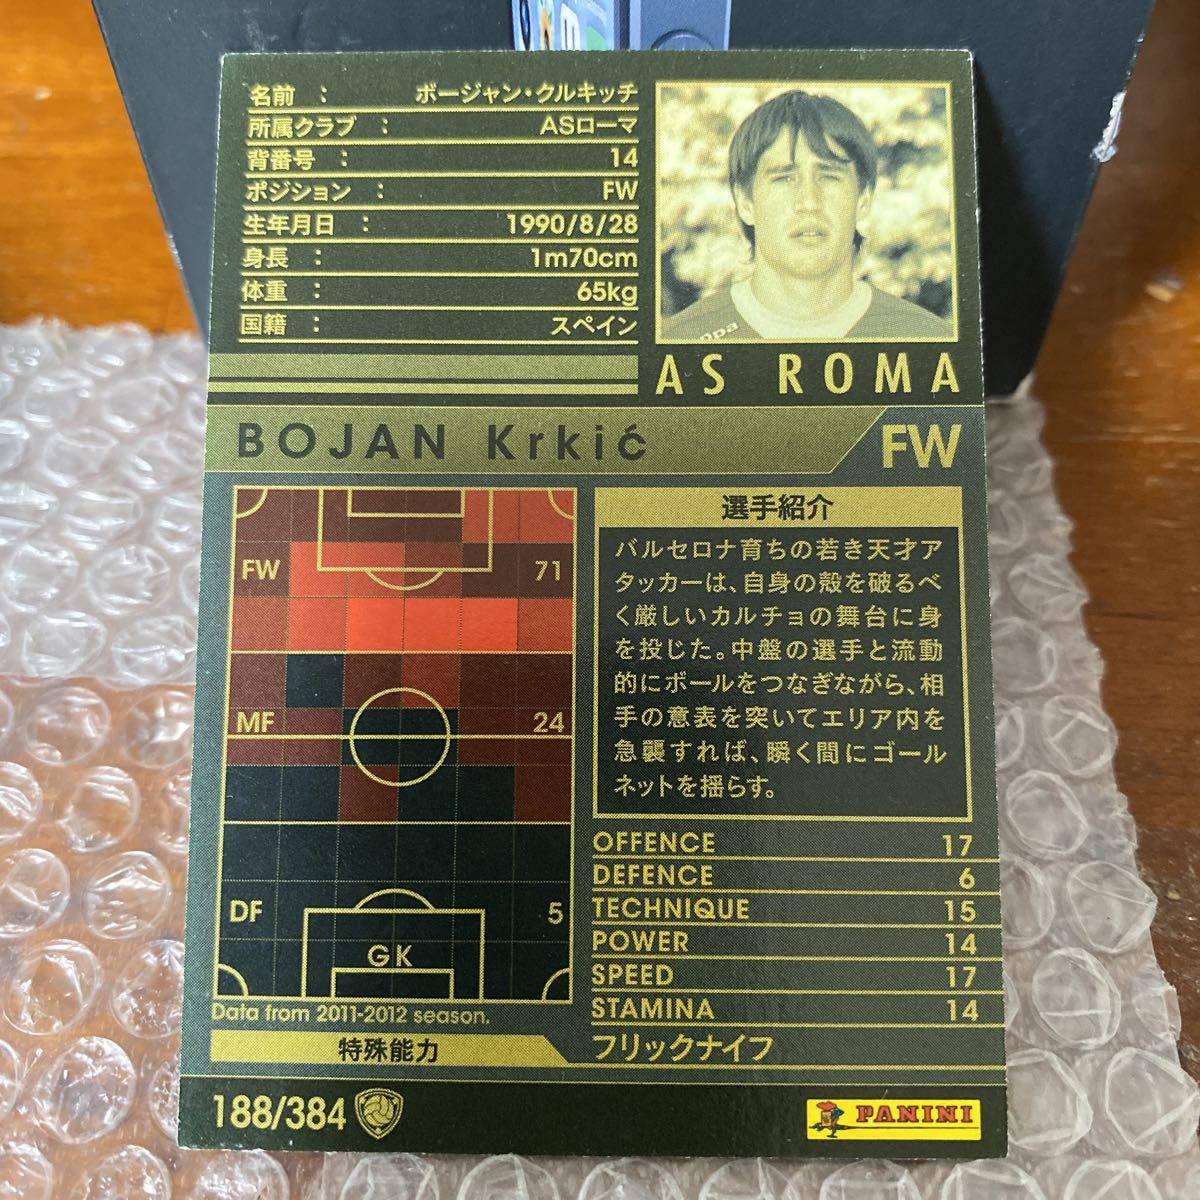 名前 : ボージャン・クルキッチ
所属クラブ : ASローマ
背番号 : 14
ポジション : FW
生年月日 : 1990/8/28
身長 : 1m70cm
体重 : 65kg
国籍 : スペイン
AS ROMA
BOJAN Krkić
FW
FW 71
MF 24
DF 5
GK
Data from 2011-2012 season.
選手紹介
バルセロナ育ちの若き天才ア
タッカーは、自身の殻を破るべ
く厳しいカルチョの舞台に身
を投じた。中盤の選手と流動
的にボールをつなぎながら、相
手の意表を突いてエリア内を
急襲すれば、瞬く間にゴール
ネットを揺らす。
OFFENCE 17
DEFENCE 6
TECHNIQUE 15
POWER 14
SPEED 17
STAMINA 14
特殊能力 フリックナイフ
188/384
PANINI